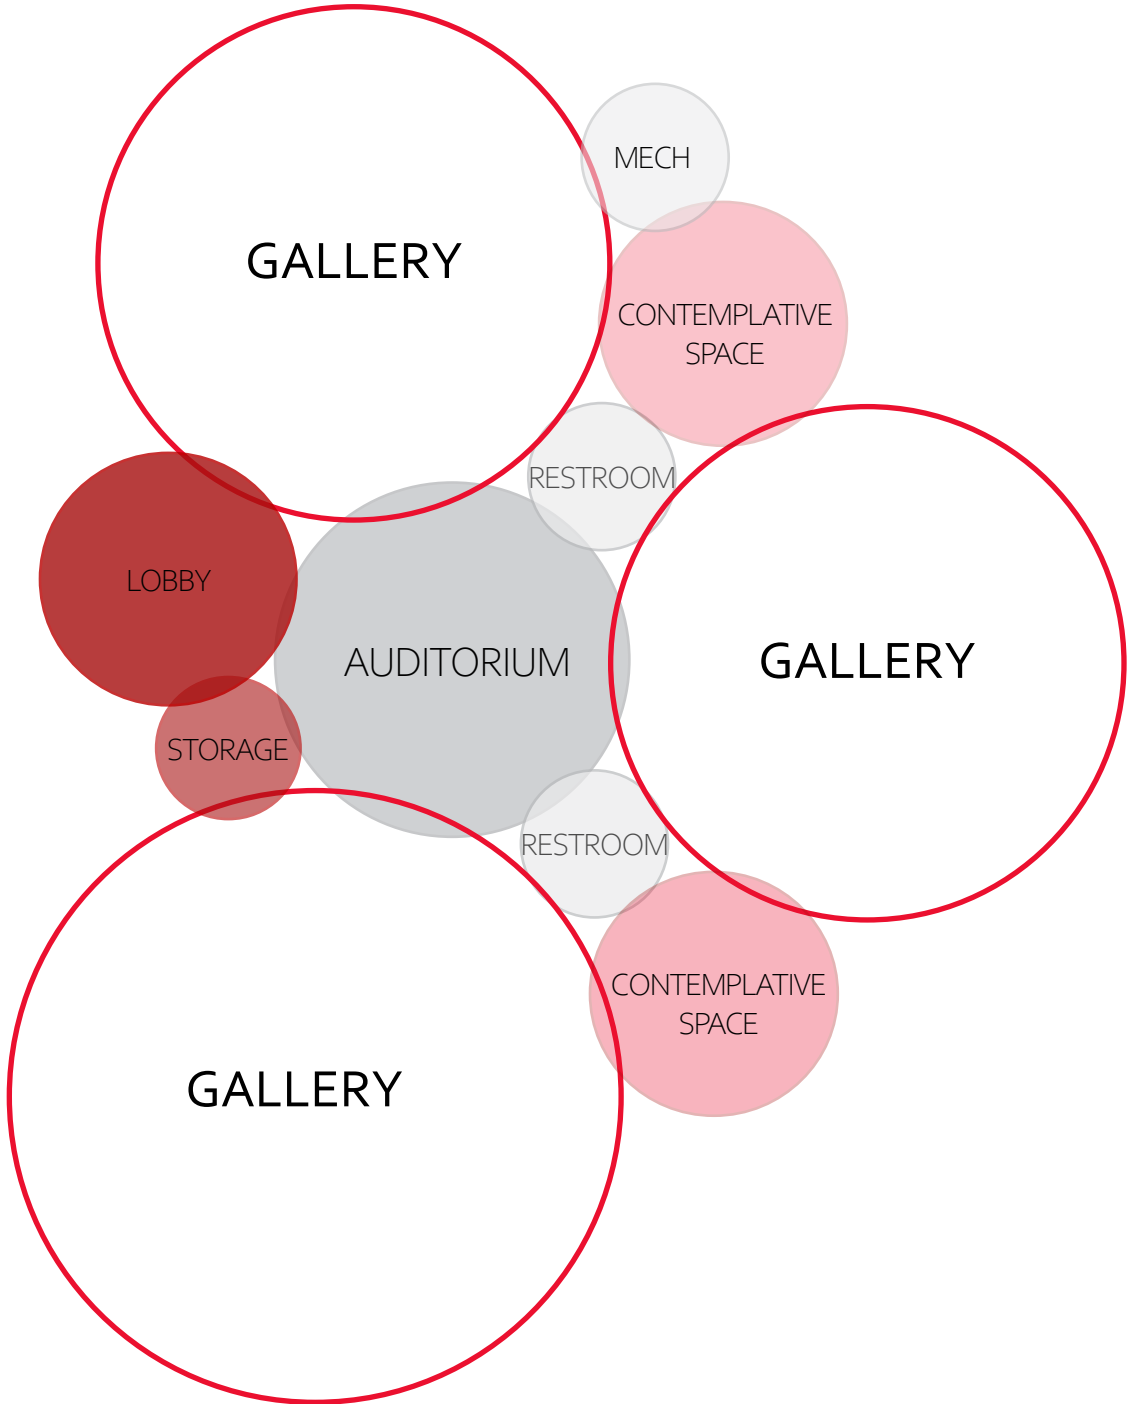 MECH
GALLERY
CONTEMPLATIVE
SPACE
RESTROOM
LOBBY
AUDITORIUM
GALLERY
STORAGE
RESTROOM
CONTEMPLATIVE
SPACE
GALLERY